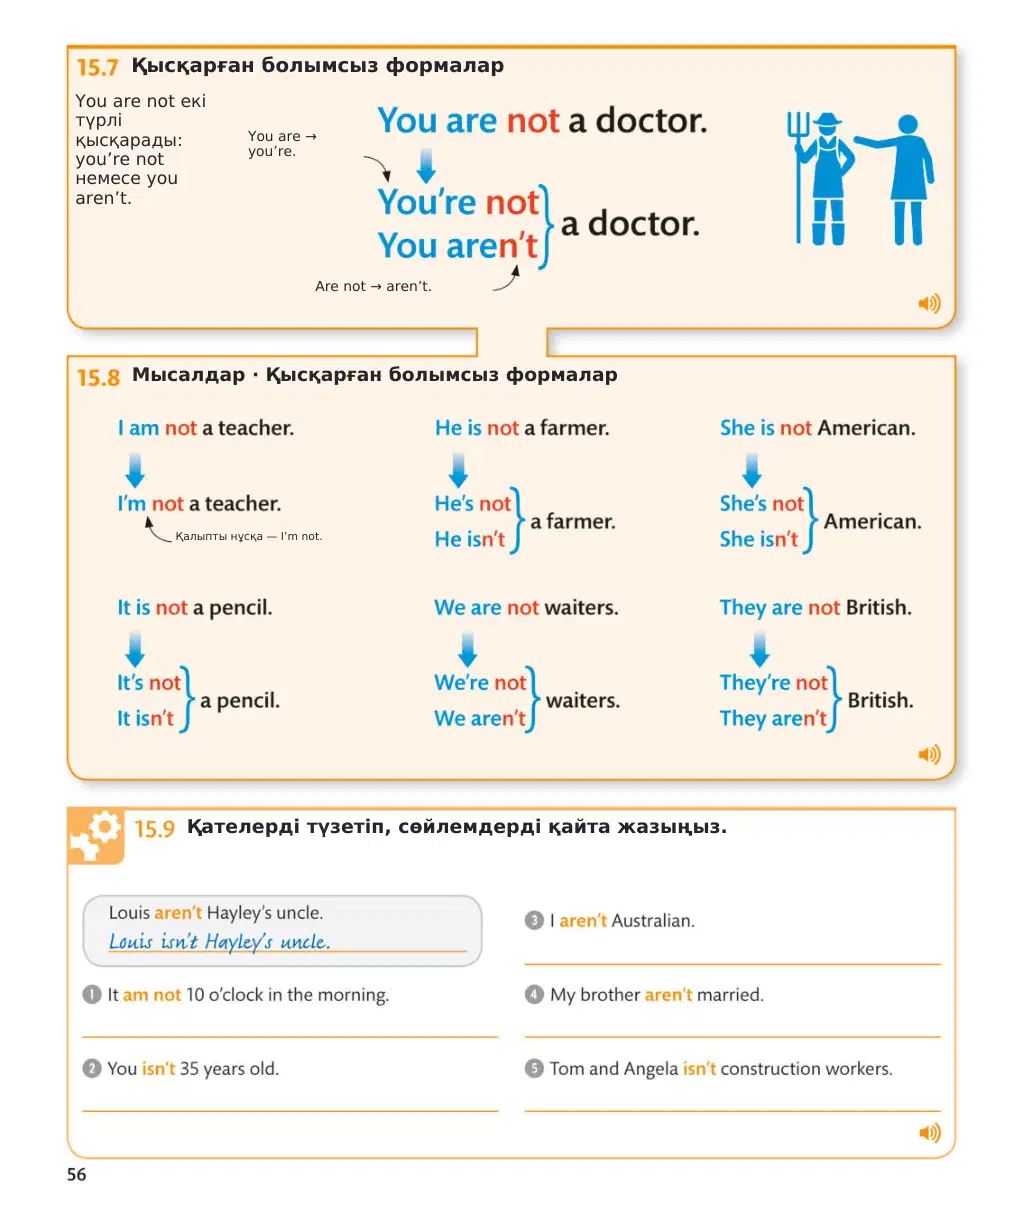 15.7 Қысқарған болымсыз формалар
You are not екі
түрлі
қысқарады:
you’re not
немесе you
aren’t.
You are →
you’re.
You are not a doctor.
You’re not
You aren’t
a doctor.
Are not → aren’t.
15.8 Мысалдар · Қысқарған болымсыз формалар
I am not a teacher.
I’m not a teacher.
Қалыпты нұсқа — I’m not.
He is not a farmer.
He’s not
He isn’t
a farmer.
She is not American.
She’s not
She isn’t
American.
It is not a pencil.
It’s not
It isn’t
a pencil.
We are not waiters.
We’re not
We aren’t
waiters.
They are not British.
They’re not
They aren’t
British.
15.9 Қателерді түзетіп, сөйлемдерді қайта жазыңыз.
Louis aren’t Hayley’s uncle.
Louis isn’t Hayley’s uncle.
1 It am not 10 o’clock in the morning.
2 You isn’t 35 years old.
3 I aren’t Australian.
4 My brother aren’t married.
5 Tom and Angela isn’t construction workers.
56